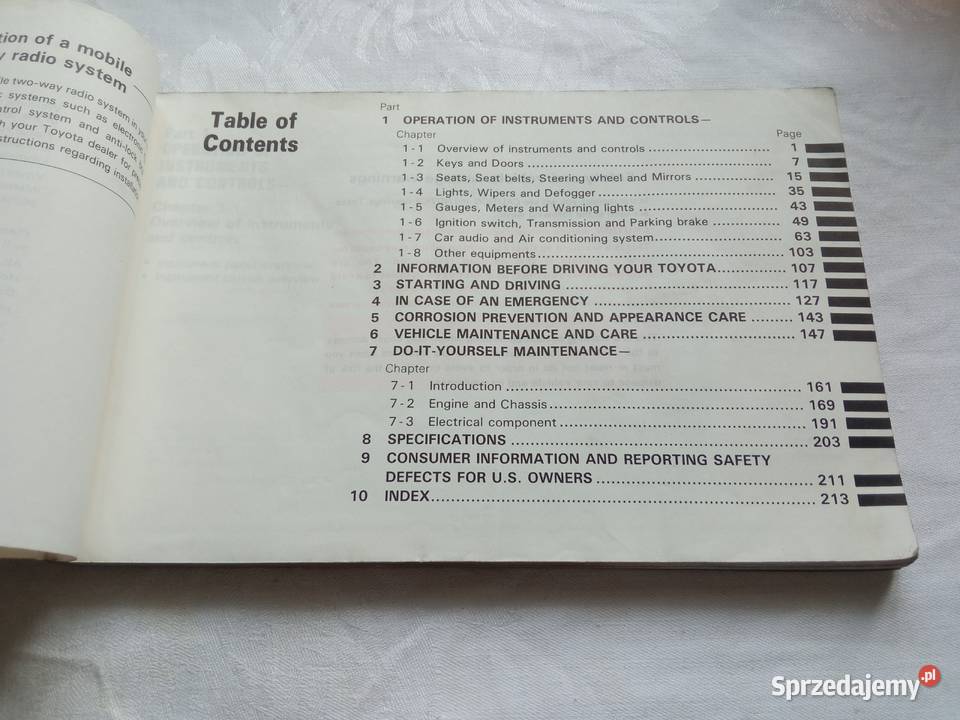 tion of a mobile
y radio system
le two-way radio system in
systems such as electronic
trol system and anti-lock
h your Toyota dealer for
structions regarding
Table of
Contents
Part
1 OPERATION OF INSTRUMENTS AND CONTROLS—
Chapter Page
1-1 Overview of instruments and controls ........ 1
1-2 Keys and Doors ........ 7
1-3 Seats, Seat belts, Steering wheel and Mirrors ........ 15
1-4 Lights, Wipers and Defogger ........ 35
1-5 Gauges, Meters and Warning lights ........ 43
1-6 Ignition switch, Transmission and Parking brake ........ 49
1-7 Car audio and Air conditioning system ........ 63
1-8 Other equipments ........ 103
2 INFORMATION BEFORE DRIVING YOUR TOYOTA ........ 107
3 STARTING AND DRIVING ........ 117
4 IN CASE OF AN EMERGENCY ........ 127
5 CORROSION PREVENTION AND APPEARANCE CARE ........ 143
6 VEHICLE MAINTENANCE AND CARE ........ 147
7 DO-IT-YOURSELF MAINTENANCE—
Chapter
7-1 Introduction ........ 161
7-2 Engine and Chassis ........ 169
7-3 Electrical component ........ 191
8 SPECIFICATIONS ........ 203
9 CONSUMER INFORMATION AND REPORTING SAFETY
DEFECTS FOR U.S. OWNERS ........ 211
10 INDEX ........ 213
Sprzedajemy.pl